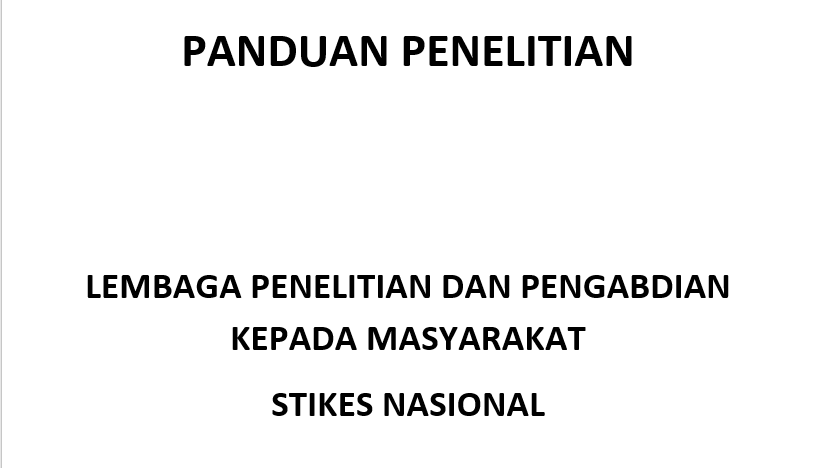 PANDUAN PENELITIAN
LEMBAGA PENELITIAN DAN PENGABDIAN
KEPADA MASYARAKAT
STIKES NASIONAL